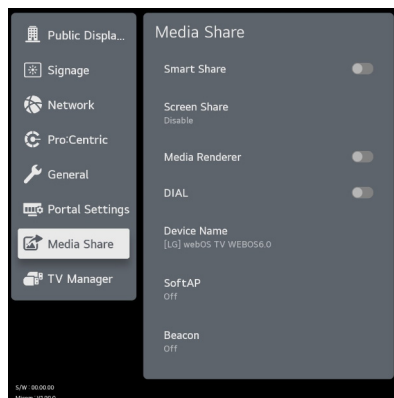 Public Displa...
Signage
Network
Pro:Centric
General
Portal Settings
Media Share
TV Manager
Media Share
Smart Share
Screen Share
Disable
Media Renderer
DIAL
Device Name
[LG] webOS TV WEBOS6.0
SoftAP
Off
Beacon
Off
S/W : 00.00.00